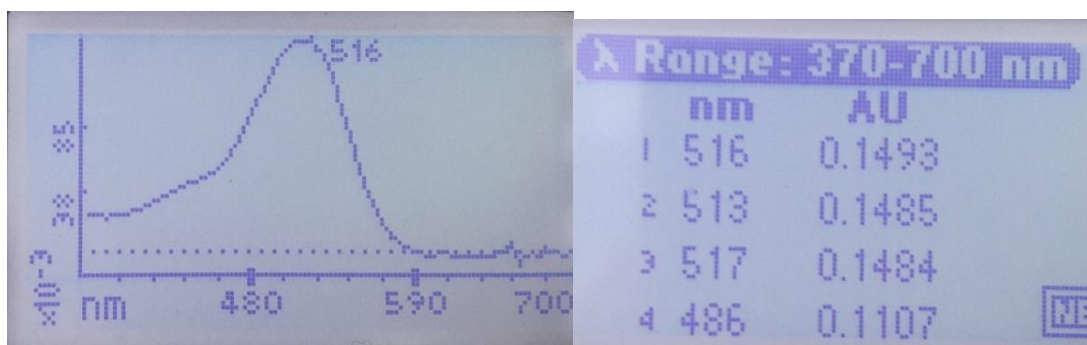 516
85
38
x10-3
nm 480 590 700
λ Range: 370-700 nm
nm AU
1 516 0.1493
2 513 0.1485
3 517 0.1484
4 486 0.1107